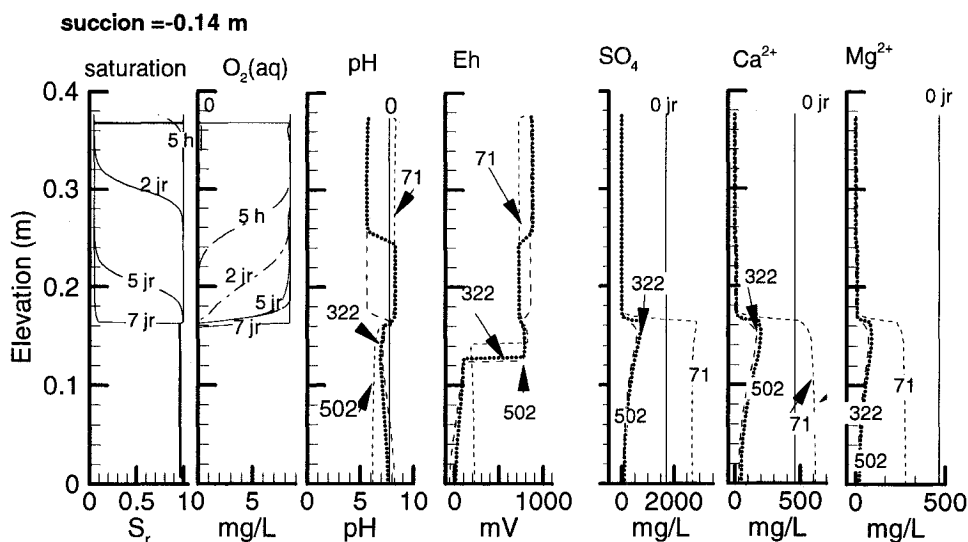 succion =-0.14 m
saturation O₂(aq) pH Eh SO₄ Ca²⁺ Mg²⁺
0.4 0 0 0 jr 0 jr 0 jr
5 h
71 71
2 jr
0.3
5 h
2 jr
5 jr 5 jr
322 322 322
0.2
7 jr 7 jr
322
71 71
0.1
502 502 502 502 71 322
502
0
Elevation (m)
0 1 0 5 0 5 10 0 1000 0 2000 0 500 0 500
Sᵣ mg/L pH mV mg/L mg/L mg/L